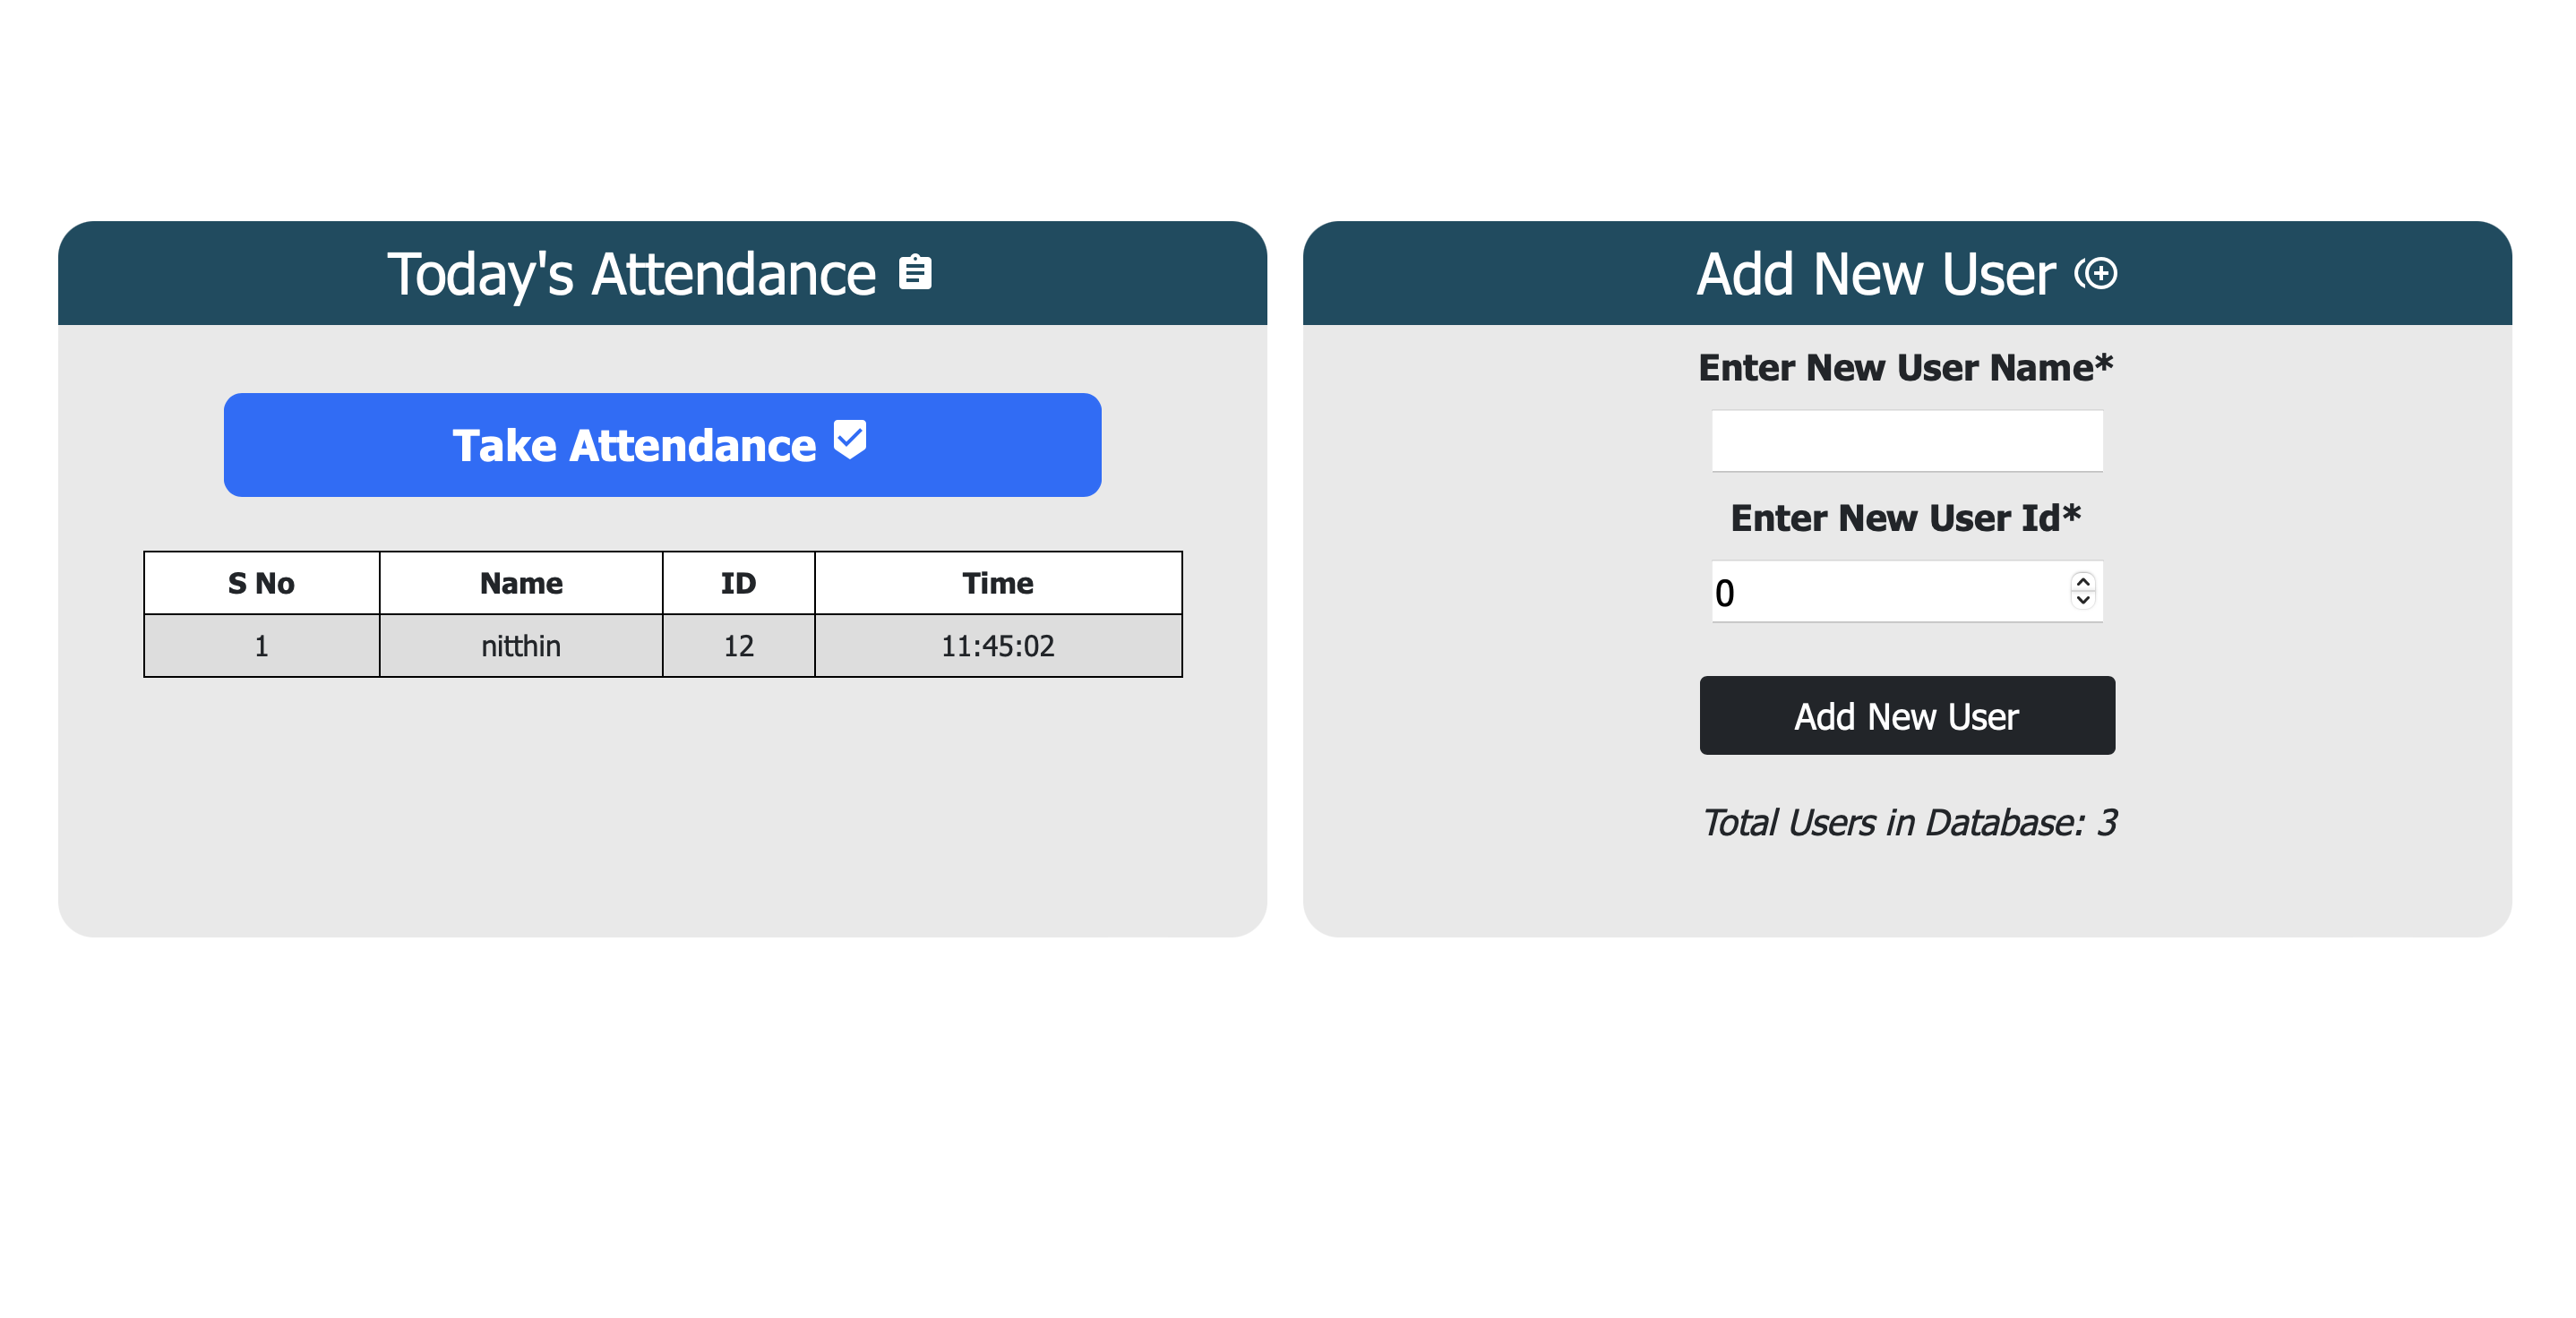 Today's Attendance
Take Attendance
S No Name ID Time
1 nitthin 12 11:45:02
Add New User
Enter New User Name*
Enter New User Id*
0
Add New User
Total Users in Database: 3